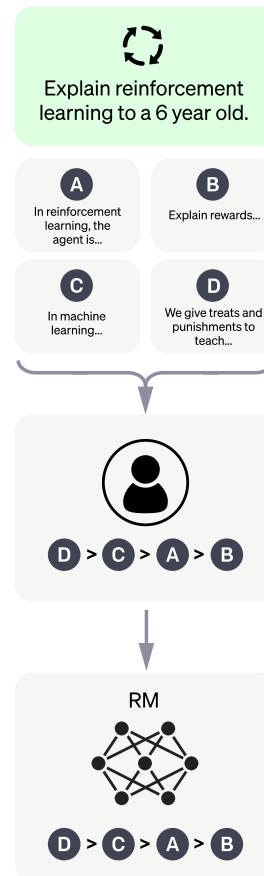 Explain reinforcement
learning to a 6 year old.
A
In reinforcement
learning, the
agent is...
B
Explain rewards...
C
In machine
learning...
D
We give treats and
punishments to
teach...
D > C > A > B
RM
D > C > A > B